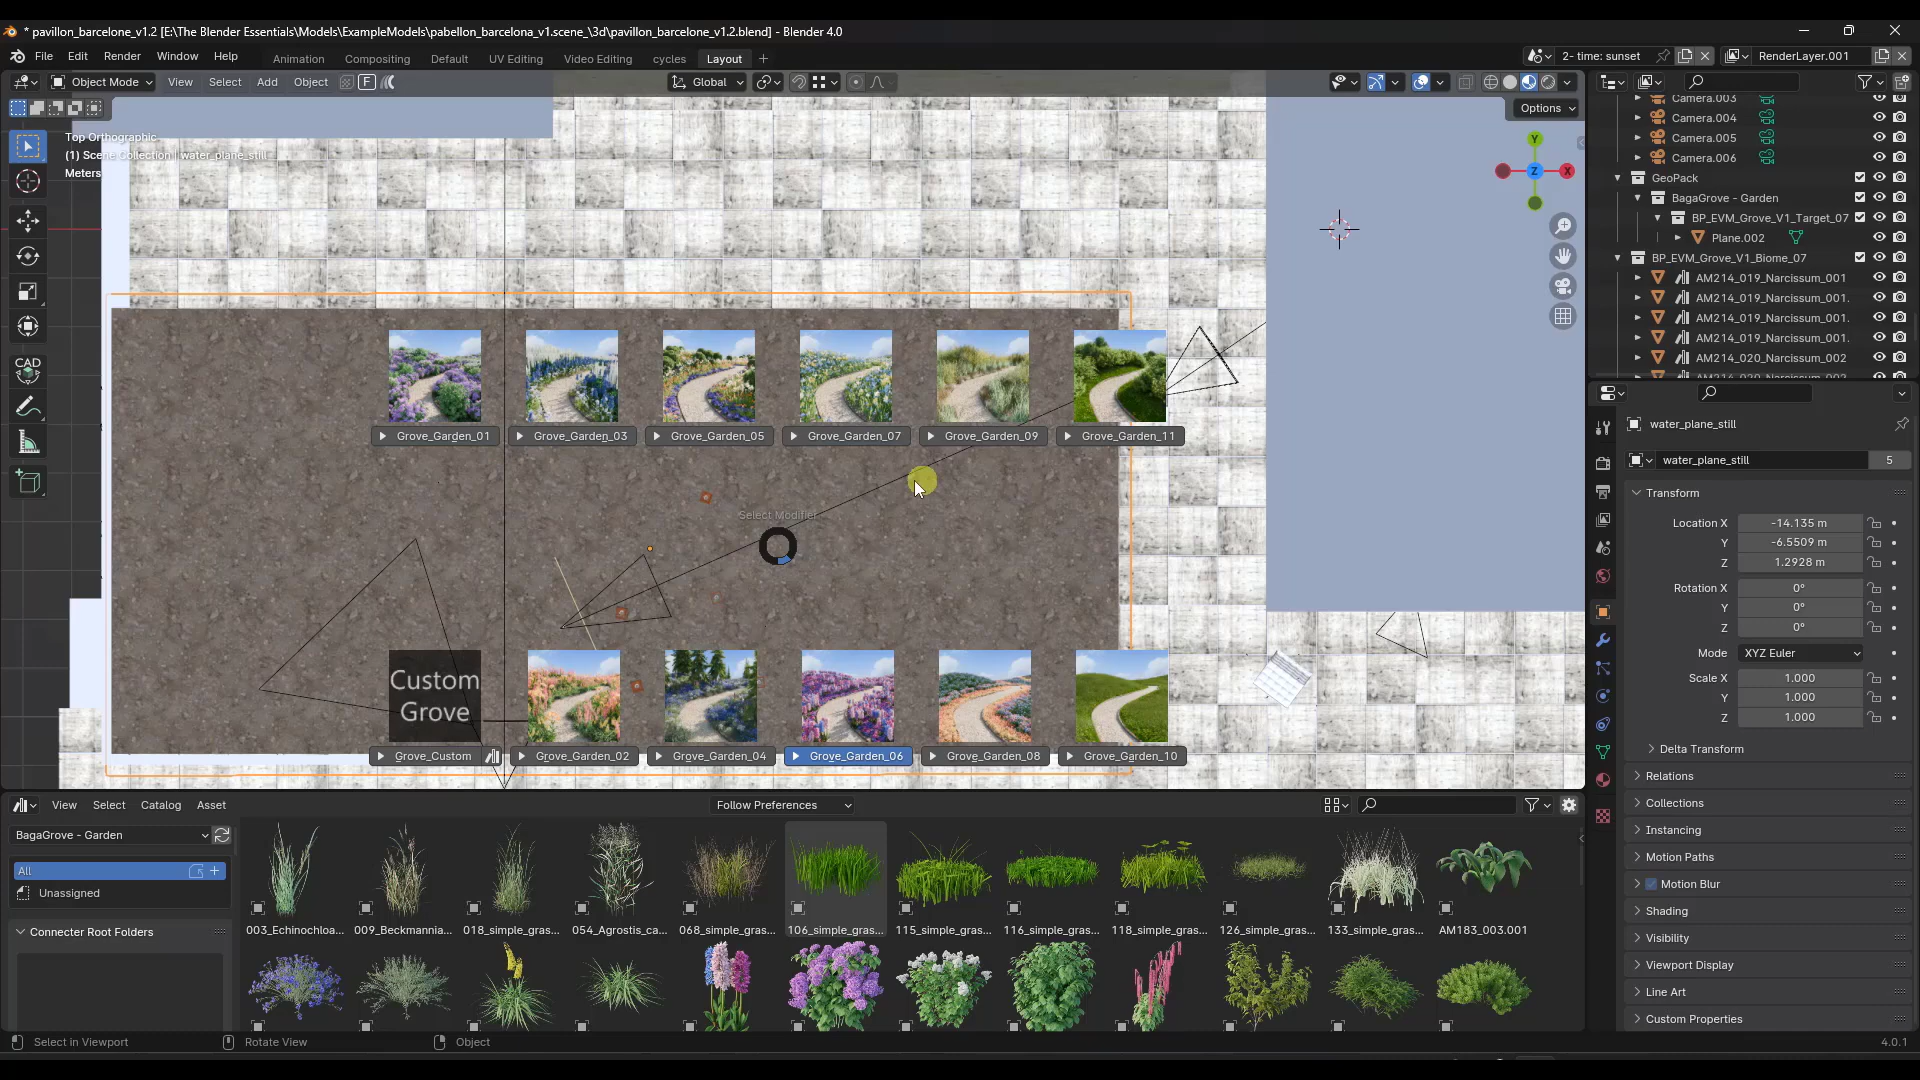 * pavillon_barcelone_v1.2 [E:\The Blender Essentials\Models\ExampleModels\pabellon_barcelona_v1.scene_\3d\pavillon_barcelone_v1.2.blend] - Blender 4.0
File Edit Render Window Help
Animation Compositing Default UV Editing Video Editing cycles Layout
2- time: sunset
RenderLayer.001
Object Mode View Select Add Object
F
Global
Options
Top Orthographic
(1) Scene Collection | water_plane_still
Meters
CAD
Y
Z
X
Grove_Garden_01
Grove_Garden_03
Grove_Garden_05
Grove_Garden_07
Grove_Garden_09
Grove_Garden_11
Select Modifier
Custom
Grove
Grove_Custom
Grove_Garden_02
Grove_Garden_04
Grove_Garden_06
Grove_Garden_08
Grove_Garden_10
Camera.003
Camera.004
Camera.005
Camera.006
GeoPack
BagaGrove - Garden
BP_EVM_Grove_V1_Target_07
Plane.002
BP_EVM_Grove_V1_Biome_07
AM214_019_Narcissum_001
AM214_019_Narcissum_001.
AM214_019_Narcissum_001.
AM214_019_Narcissum_001.
AM214_020_Narcissum_002
water_plane_still
water_plane_still 5
Transform
Location X -14.135 m
Y -6.5509 m
Z 1.2928 m
Rotation X 0°
Y 0°
Z 0°
Mode XYZ Euler
Scale X 1.000
Y 1.000
Z 1.000
Delta Transform
Relations
Collections
Instancing
Motion Paths
Motion Blur
Shading
Visibility
Viewport Display
Line Art
Custom Properties
View Select Catalog Asset
Follow Preferences
BagaGrove - Garden
All
Unassigned
Connecter Root Folders
003_Echinochloa...
009_Beckmannia...
018_simple_gras...
054_Agrostis_ca...
068_simple_gras...
106_simple_gras...
115_simple_gras...
116_simple_gras...
118_simple_gras...
126_simple_gras...
133_simple_gras...
AM183_003.001
Select in Viewport
Rotate View
Object
4.0.1